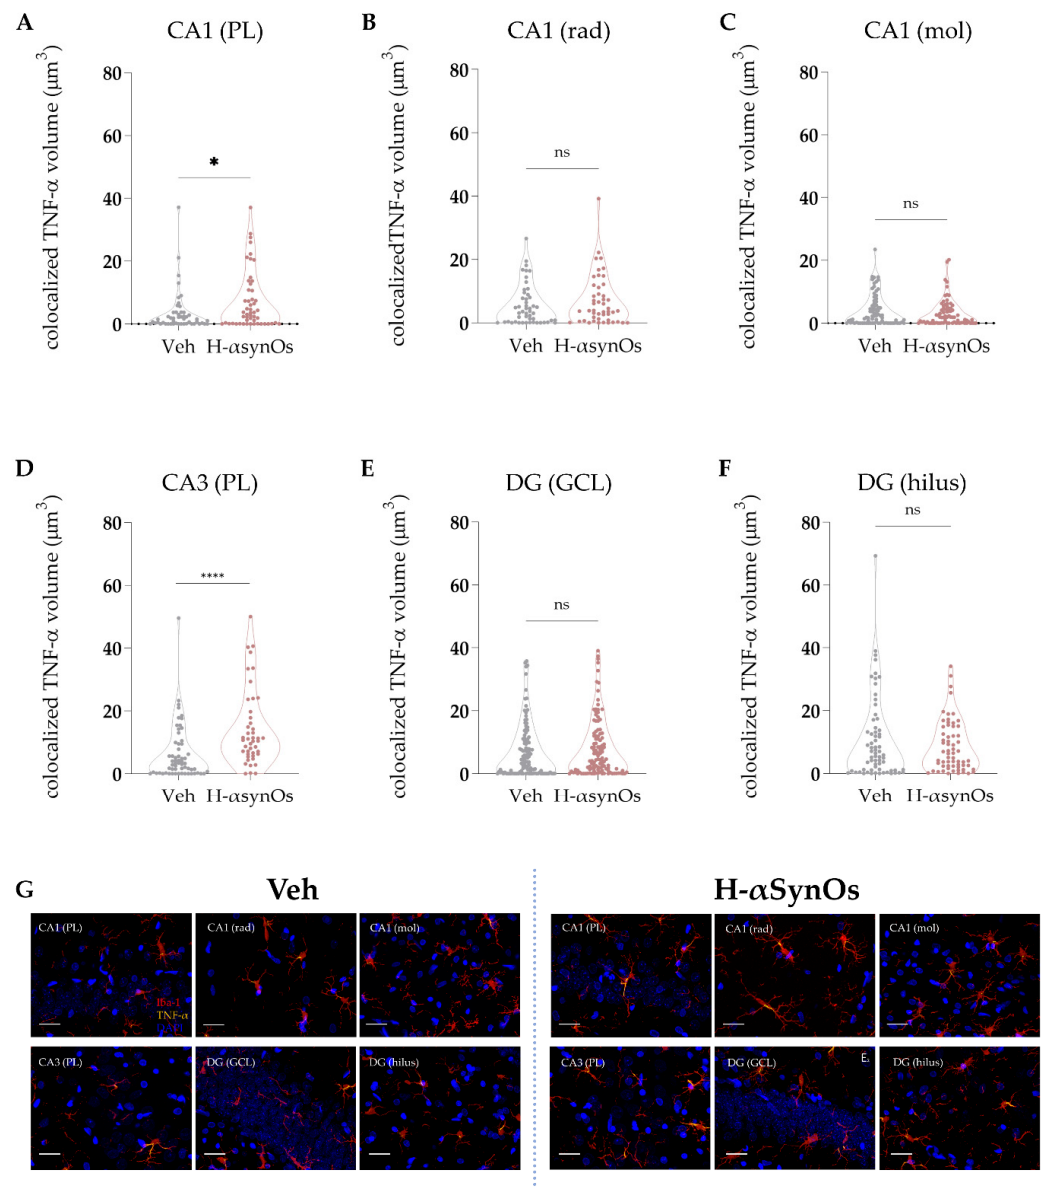 A
CA1 (PL)
colocalized TNF-α volume (µm³)
80
60
40
20
0
*
Veh H-αsynOs
B
CA1 (rad)
colocalizedTNF-α volume (µm³)
80
60
40
20
0
ns
Veh H-αsynOs
C
CA1 (mol)
colocalized TNF-α volume (µm³)
80
60
40
20
0
ns
Veh H-αsynOs
D
CA3 (PL)
colocalized TNF-α volume (µm³)
80
60
40
20
0
****
Veh H-αsynOs
E
DG (GCL)
colocalized TNF-α volume (µm³)
80
60
40
20
0
ns
Veh H-αsynOs
F
DG (hilus)
colocalized TNF-α volume (µm³)
80
60
40
20
0
ns
Veh H-αsynOs
G
Veh
H-αSynOs
CA1 (PL)
Iba-1
TNF-α
DAPI
CA1 (rad)
CA1 (mol)
CA1 (PL)
CA1 (rad)
CA1 (mol)
CA3 (PL)
DG (GCL)
DG (hilus)
CA3 (PL)
DG (GCL)
E.
DG (hilus)